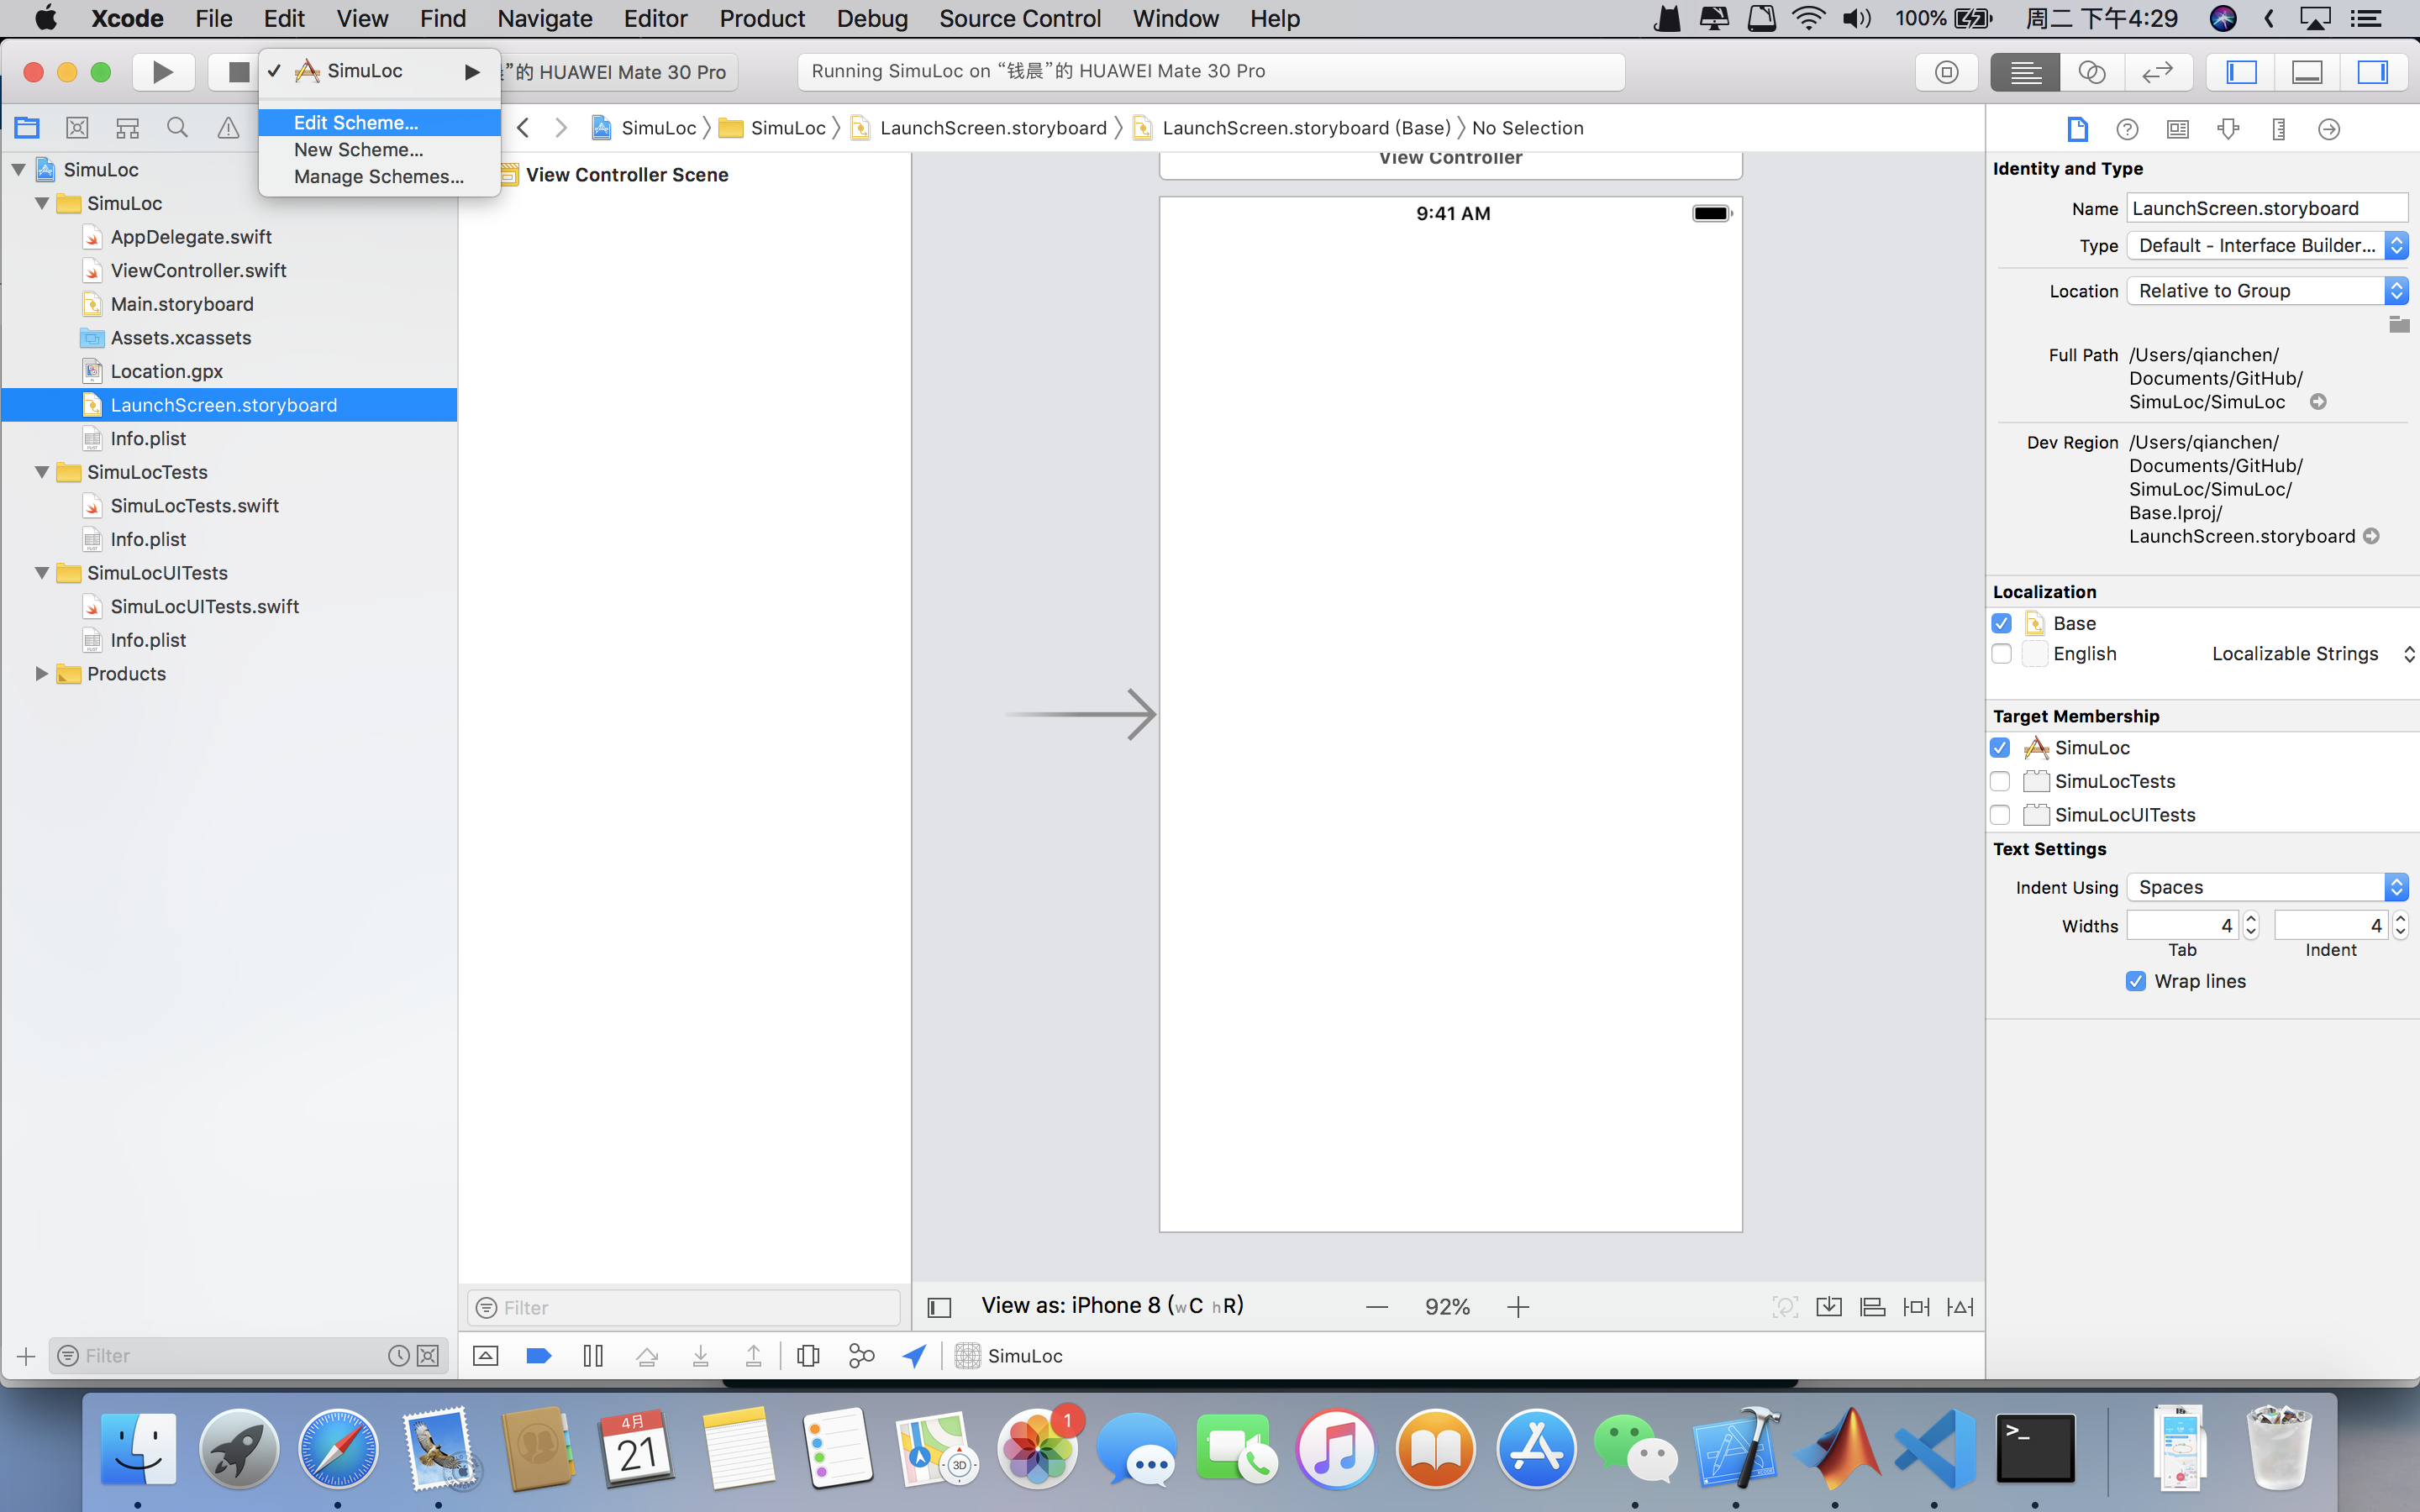 Xcode File Edit View Find Navigate Editor Product Debug Source Control Window Help 100% 周二 下午4:29
SimuLoc
”的 HUAWEI Mate 30 Pro
Running SimuLoc on “钱晨”的 HUAWEI Mate 30 Pro
Edit Scheme...
New Scheme...
Manage Schemes...
SimuLoc
SimuLoc
LaunchScreen.storyboard
LaunchScreen.storyboard (Base)
No Selection
SimuLoc
SimuLoc
AppDelegate.swift
ViewController.swift
Main.storyboard
Assets.xcassets
Location.gpx
LaunchScreen.storyboard
Info.plist
SimuLocTests
SimuLocTests.swift
Info.plist
SimuLocUITests
SimuLocUITests.swift
Info.plist
Products
Filter
View Controller Scene
Filter
View Controller
9:41 AM
View as: iPhone 8 (wC hR)
92%
SimuLoc
Identity and Type
Name LaunchScreen.storyboard
Type Default - Interface Builder...
Location Relative to Group
Full Path /Users/qianchen/
Documents/GitHub/
SimuLoc/SimuLoc
Dev Region /Users/qianchen/
Documents/GitHub/
SimuLoc/SimuLoc/
Base.lproj/
LaunchScreen.storyboard
Localization
Base
English Localizable Strings
Target Membership
SimuLoc
SimuLocTests
SimuLocUITests
Text Settings
Indent Using Spaces
Widths 4 4
Tab Indent
Wrap lines
4月
21
3D
1
>_